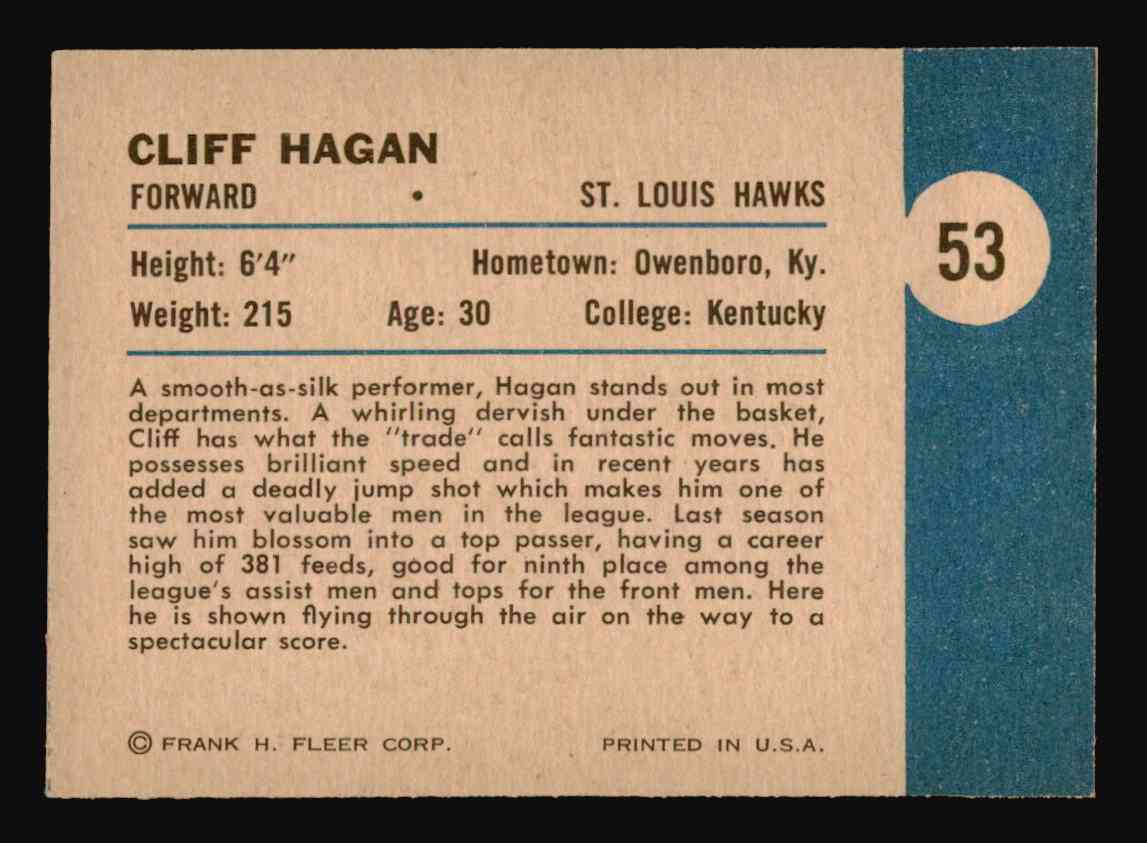 CLIFF HAGAN
FORWARD • ST. LOUIS HAWKS
53
Height: 6'4" Hometown: Owenboro, Ky.
Weight: 215 Age: 30 College: Kentucky
A smooth-as-silk performer, Hagan stands out in most
departments. A whirling dervish under the basket,
Cliff has what the "trade" calls fantastic moves. He
possesses brilliant speed and in recent years has
added a deadly jump shot which makes him one of
the most valuable men in the league. Last season
saw him blossom into a top passer, having a career
high of 381 feeds, good for ninth place among the
league's assist men and tops for the front men. Here
he is shown flying through the air on the way to a
spectacular score.
© FRANK H. FLEER CORP. PRINTED IN U.S.A.